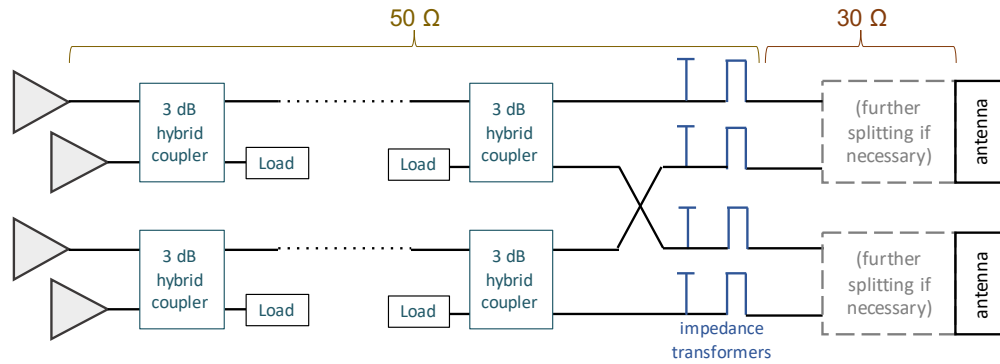 50 Ω
30 Ω
3 dB
hybrid
coupler
Load
Load
3 dB
hybrid
coupler
(further
splitting if
necessary)
antenna
3 dB
hybrid
coupler
Load
Load
3 dB
hybrid
coupler
(further
splitting if
necessary)
antenna
impedance
transformers